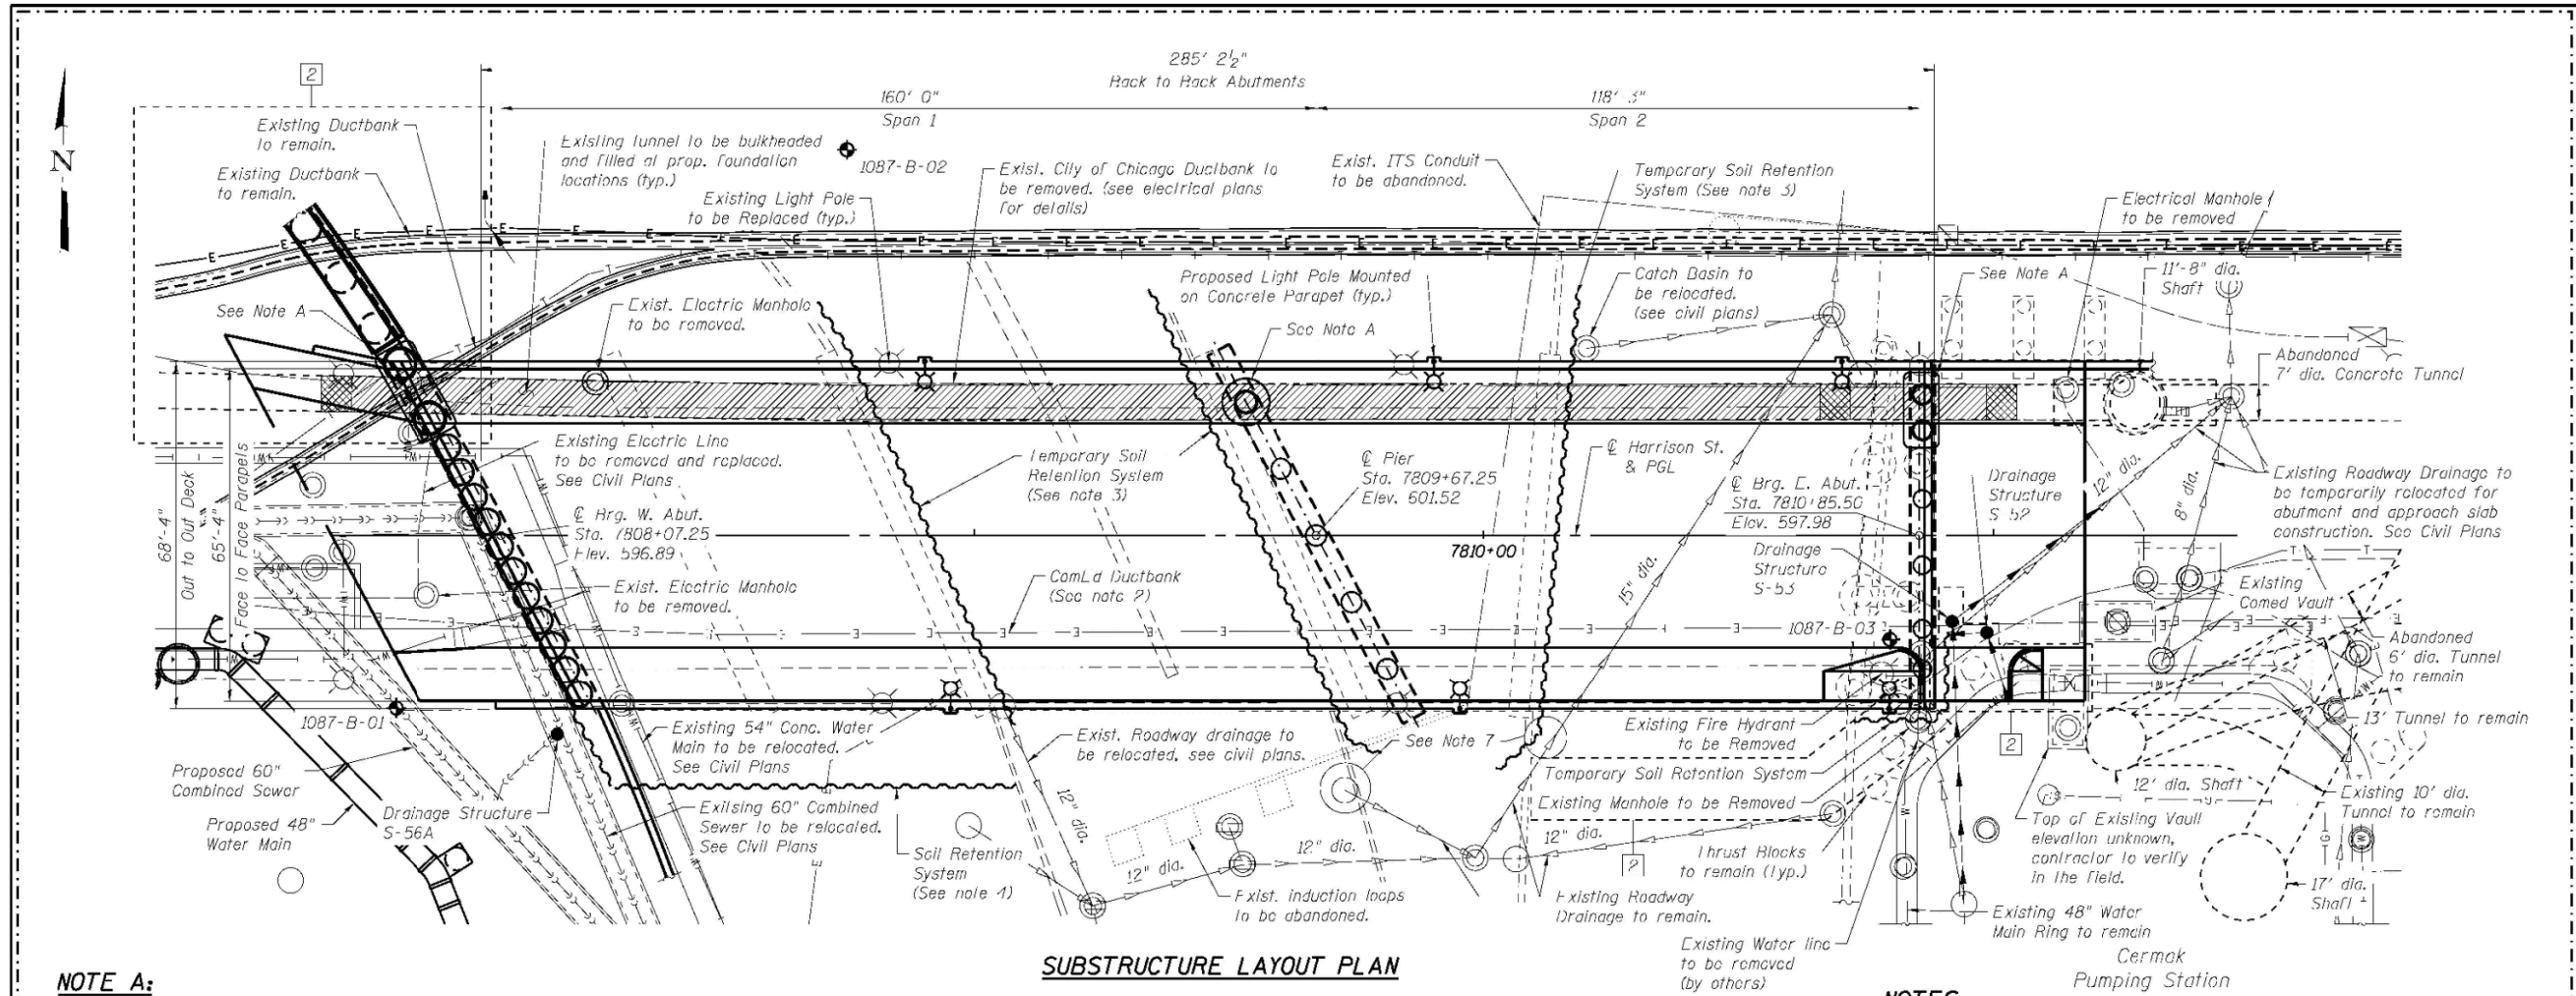 285' 2½"
Back to Back Abutments
160' 0"
Span 1
118' 3"
Span 2
2
N
Existing Ductbank
to remain.
Existing Ductbank
to remain.
Existing tunnel to be bulkheaded
and filled at prop. foundation
locations (typ.)
1087-B-02
Existing Light Pole
to be Replaced (typ.)
Exist. City of Chicago Ductbank to
be removed. (see electrical plans
for details)
Exist. ITS Conduit
to be abandoned.
Temporary Soil Retention
System (See note 3)
Electrical Manhole
to be removed
See Note A
Exist. Electric Manhole
to be removed.
Proposed Light Pole Mounted
on Concrete Parapet (typ.)
See Note A
Catch Basin to
be relocated.
(see civil plans)
See Note A
11'-8" dia.
Shaft
Abandoned
7' dia. Concrete Tunnel
68'-4"
Out to Out Deck
65'-4"
Face to Face Parapets
Existing Electric Line
to be removed and replaced.
See Civil Plans
℄ Brg. W. Abut.
Sta. 7808+07.25
Elev. 596.89
Exist. Electric Manhole
to be removed.
Temporary Soil
Retention System
(See note 3)
ComEd Ductbank
(See note 2)
℄ Pier
Sta. 7809+67.25
Elev. 601.52
7810+00
℄ Harrison St.
& PGL
15" dia.
℄ Brg. E. Abut.
Sta. 7810+85.50
Elev. 597.98
Drainage
Structure
S-53
1087-B-03
Drainage
Structure
S-52
12" dia.
8" dia.
Existing Roadway Drainage to
be temporarily relocated for
abutment and approach slab
construction. See Civil Plans
Existing
Comed Vault
Abandoned
6' dia. Tunnel
to remain
13' Tunnel to remain
1087-B-01
Proposed 60"
Combined Sewer
Proposed 48"
Water Main
Drainage Structure
S-56A
Existing 54" Conc. Water
Main to be relocated.
See Civil Plans
Existing 60" Combined
Sewer to be relocated.
See Civil Plans
Soil Retention
System
(See note 4)
Exist. Roadway drainage to
be relocated, see civil plans.
12" dia.
12" dia.
12" dia.
Exist. induction loops
to be abandoned.
See Note 7
Existing Fire Hydrant
to be Removed
Temporary Soil Retention System
Existing Manhole to be Removed
12" dia.
2
Thrust Blocks
to remain (typ.)
Existing Roadway
Drainage to remain.
Existing Water line
to be removed
(by others)
2
12' dia. Shaft
Top of Existing Vault
elevation unknown,
contractor to verify
in the field.
Existing 10' dia.
Tunnel to remain
17' dia.
Shaft
Existing 48" Water
Main Ring to remain
Cermak
Pumping Station
SUBSTRUCTURE LAYOUT PLAN
NOTE A: